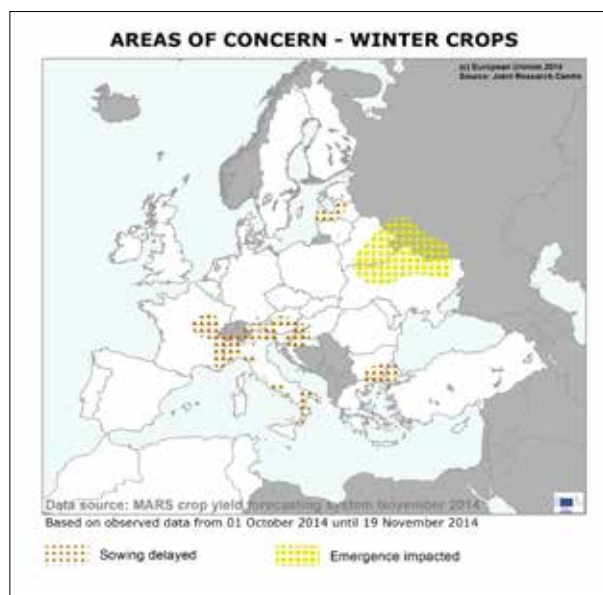 AREAS OF CONCERN - WINTER CROPS
(c) European Union 2014
Source: Joint Research Centre
Data source: MARS crop yield forecasting system November 2014
Based on observed data from 01 October 2014 until 19 November 2014
Sowing delayed
Emergence impacted